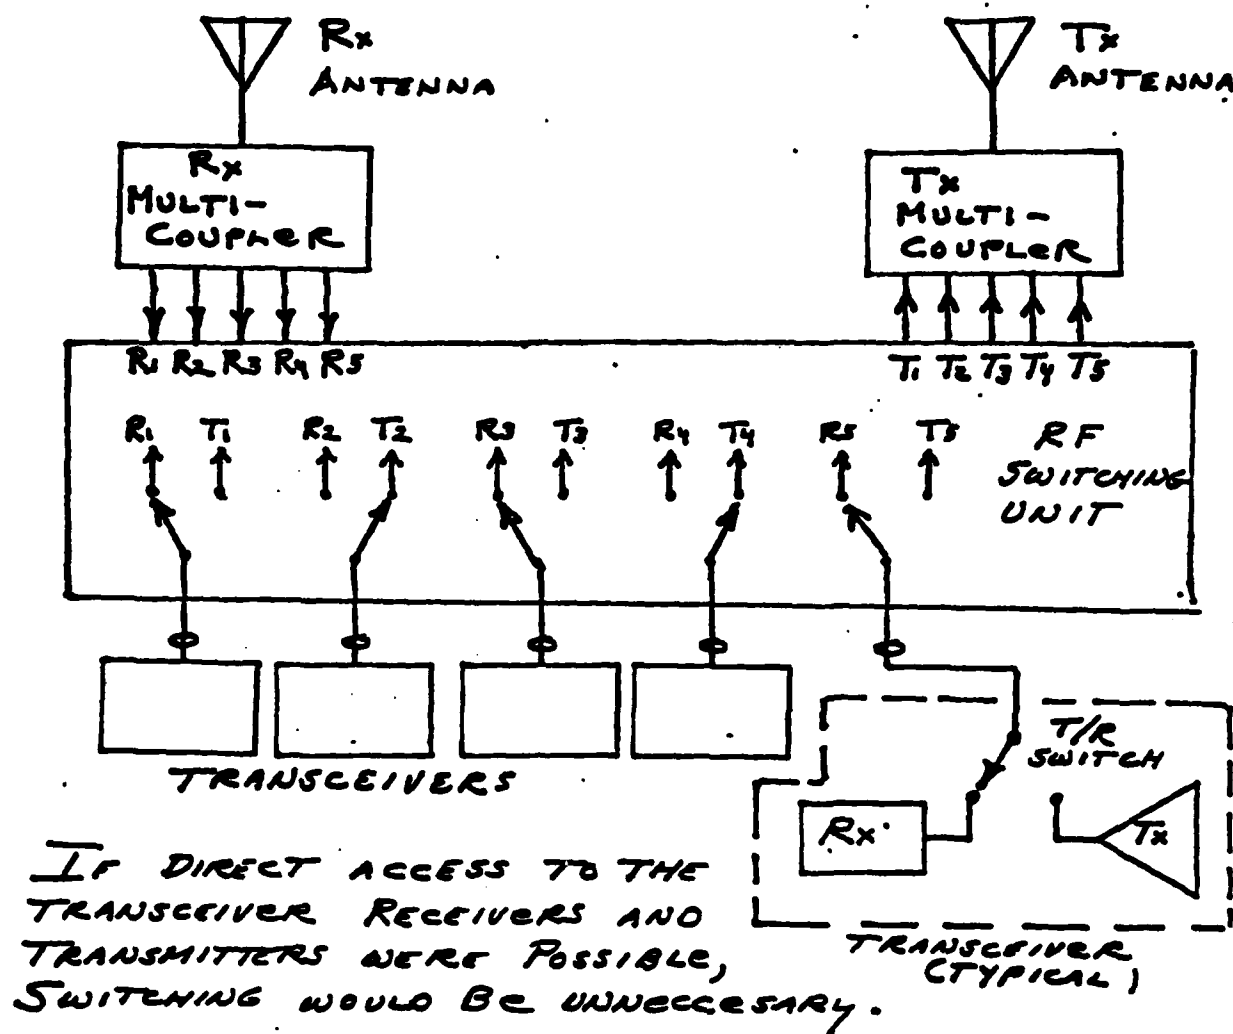 Rx
ANTENNA
Tx
ANTENNA
Rx
MULTI-
COUPLER
Tx
MULTI-
COUPLER
R1 R2 R3 R4 R5
T1 T2 T3 T4 T5
R1 T1 R2 T2 R3 T3 R4 T4 R5 T5
RF
SWITCHING
UNIT
TRANSCEIVERS
T/R
SWITCH
Rx
Tx
TRANSCEIVER
(TYPICAL)
IF DIRECT ACCESS TO THE
TRANSCEIVER RECEIVERS AND
TRANSMITTERS WERE POSSIBLE,
SWITCHING WOULD BE UNNECCESARY.